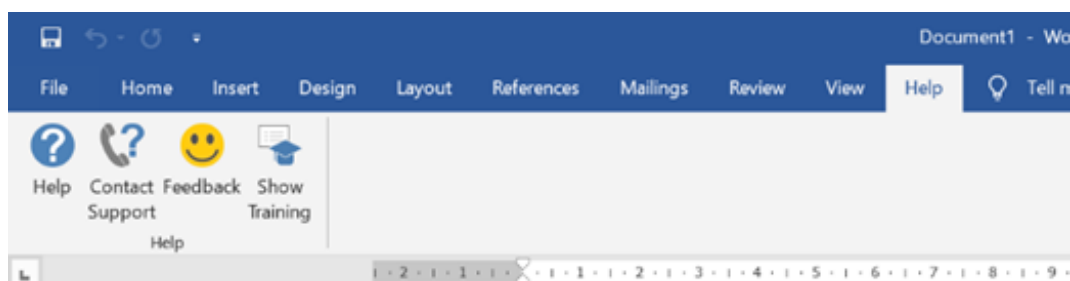 Document1 - Wo
File Home Insert Design Layout References Mailings Review View Help Tell
Help Contact Support Feedback Show Training
Help
2 1 1 2 3 4 5 6 7 8 9